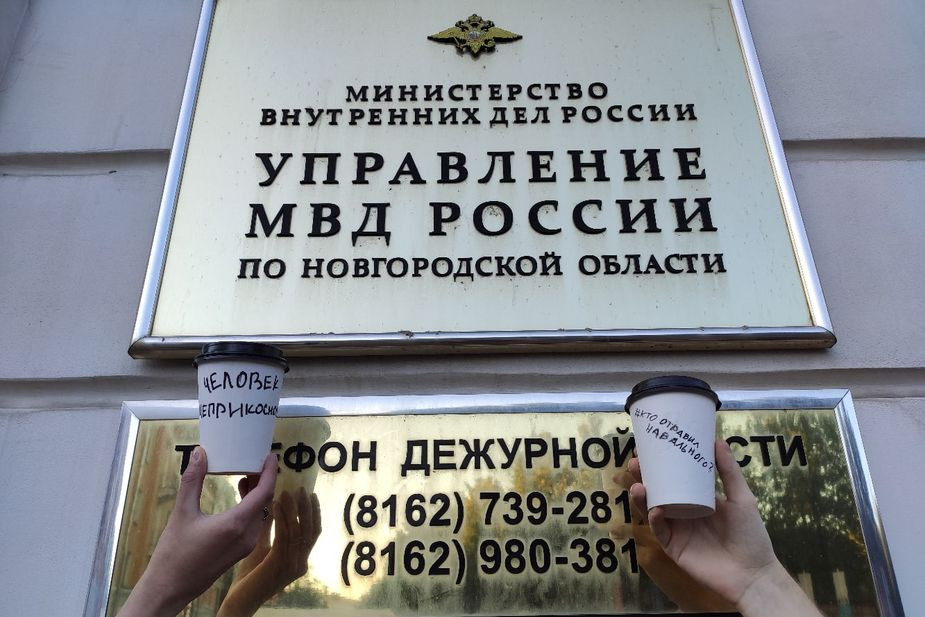 МИНИСТЕРСТВО
ВНУТРЕННИХ ДЕЛ РОССИИ
УПРАВЛЕНИЕ
МВД РОССИИ
ПО НОВГОРОДСКОЙ ОБЛАСТИ
ЧЕЛОВЕК
#КТО ОТРАВИЛ
НАВАЛЬНОГО?
ДЕЖУРНОЙ
(8162) 739-281
(8162) 980-381